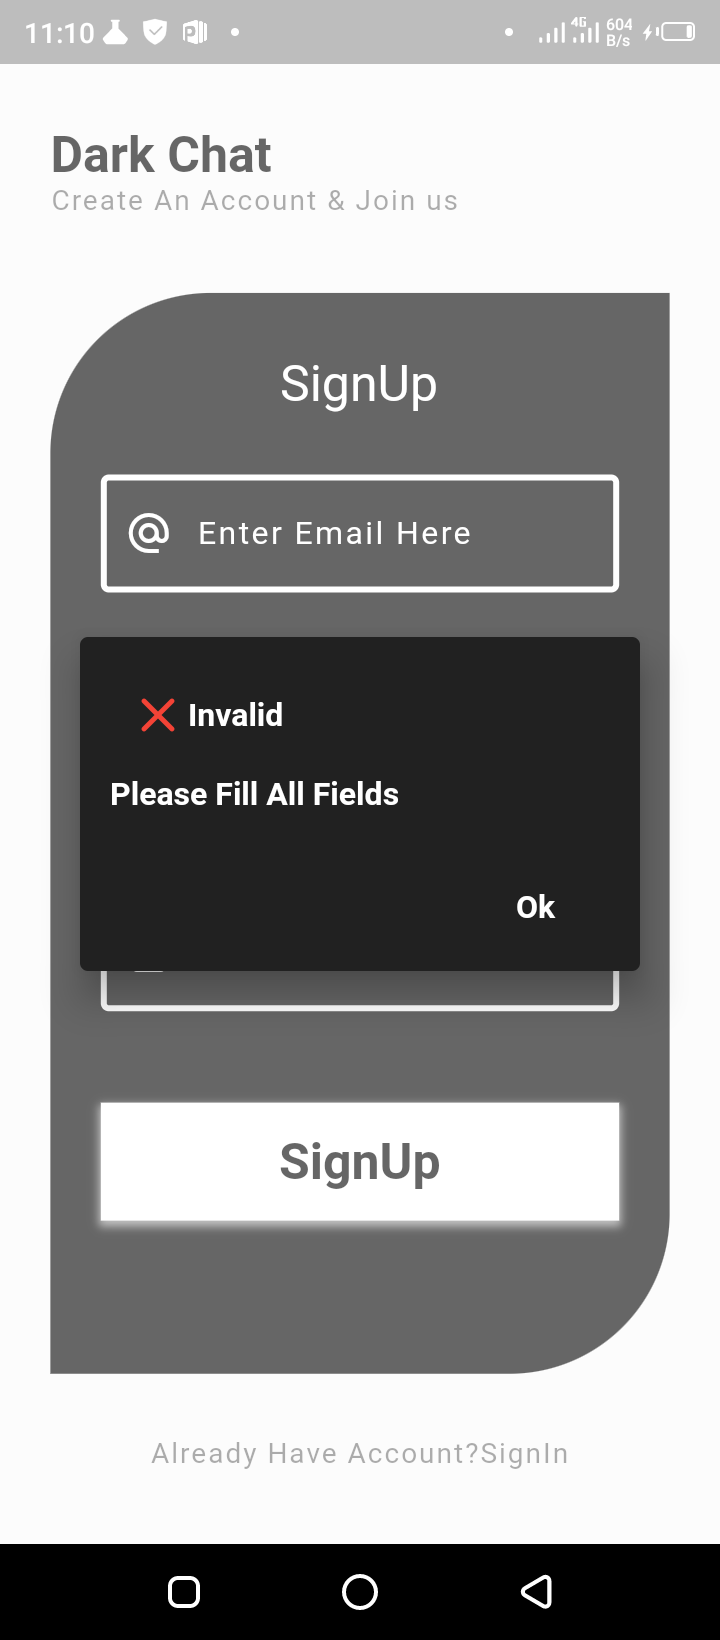 11:10 4G 604 B/s
Dark Chat
Create An Account & Join us
SignUp
Enter Email Here
Invalid
Please Fill All Fields
Ok
SignUp
Already Have Account?SignIn